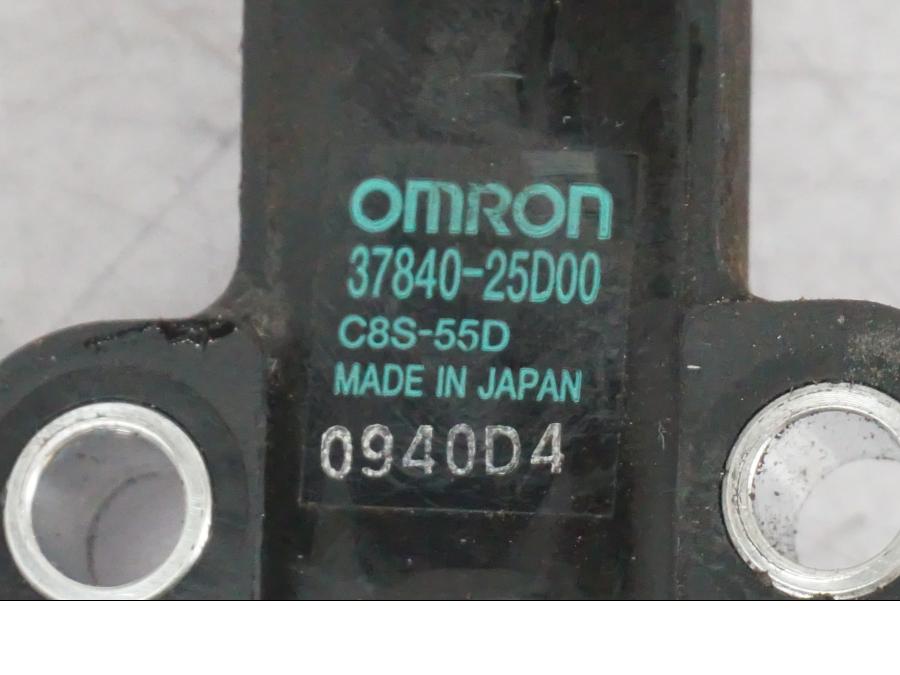 OMRON
37840-25D00
C8S-55D
MADE IN JAPAN
0940D4